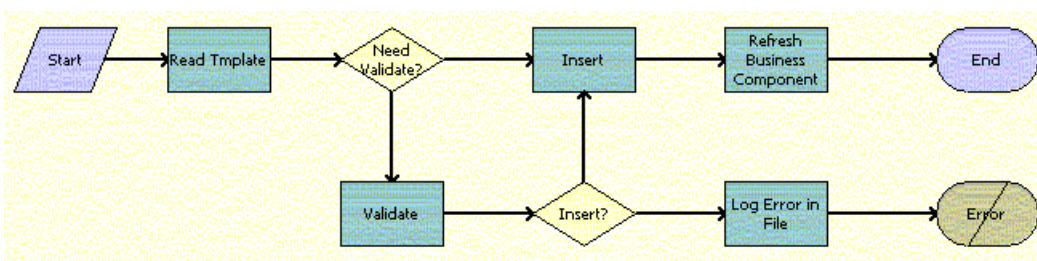 Start
Read Tmplate
Need
Validate?
Insert
Refresh
Business
Component
End
Validate
Insert?
Log Error in
File
Error